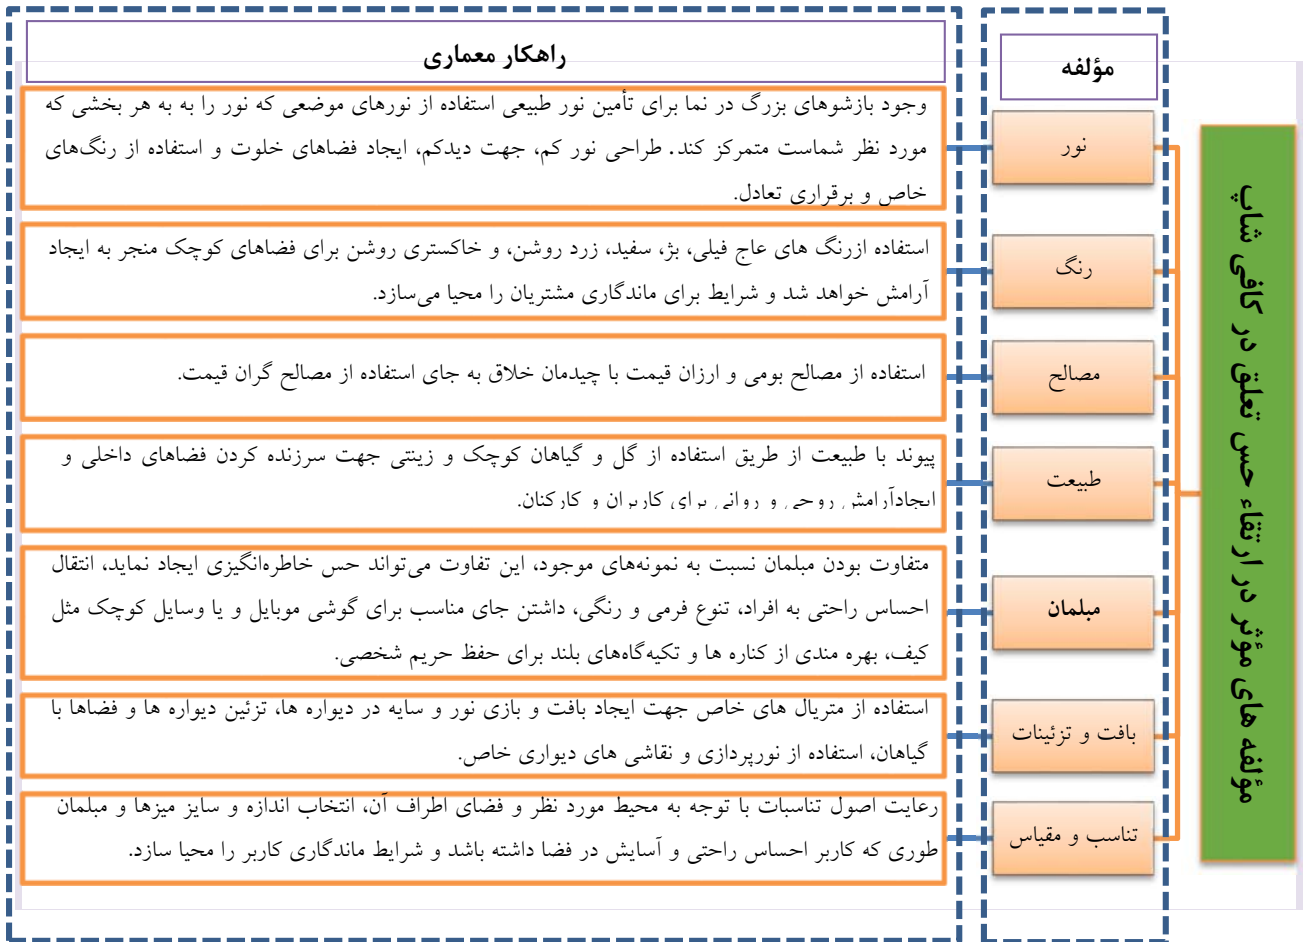 مؤلفه های مؤثر در ارتقاء حس تعلق در کافی شاپ
مؤلفه
راهکار معماری
نور
وجود بازشوهای بزرگ در نما برای تأمین نور طبیعی استفاده از نورهای موضعی که نور را به به هر بخشی که
مورد نظر شماست متمرکز کند. طراحی نور کم، جهت دیدکم، ایجاد فضاهای خلوت و استفاده از رنگ‌های
خاص و برقراری تعادل.
رنگ
استفاده ازرنگ های عاج فیلی، بژ، سفید، زرد روشن، و خاکستری روشن برای فضاهای کوچک منجر به ایجاد
آرامش خواهد شد و شرایط برای ماندگاری مشتریان را محیا می‌سازد.
مصالح
استفاده از مصالح بومی و ارزان قیمت با چیدمان خلاق به جای استفاده از مصالح گران قیمت.
طبیعت
پیوند با طبیعت از طریق استفاده از گل و گیاهان کوچک و زینتی جهت سرزنده کردن فضاهای داخلی و
ایجادآرامش روحی و روانی برای کاربران و کارکنان.
مبلمان
متفاوت بودن مبلمان نسبت به نمونه‌های موجود، این تفاوت می‌تواند حس خاطره‌انگیزی ایجاد نماید، انتقال
احساس راحتی به افراد، تنوع فرمی و رنگی، داشتن جای مناسب برای گوشی موبایل و یا وسایل کوچک مثل
کیف، بهره مندی از کناره ها و تکیه‌گاه‌های بلند برای حفظ حریم شخصی.
بافت و تزئینات
استفاده از متریال های خاص جهت ایجاد بافت و بازی نور و سایه در دیواره ها، تزئین دیواره ها و فضاها با
گیاهان، استفاده از نورپردازی و نقاشی های دیواری خاص.
تناسب و مقیاس
رعایت اصول تناسبات با توجه به محیط مورد نظر و فضای اطراف آن، انتخاب اندازه و سایز میزها و مبلمان
طوری که کاربر احساس راحتی و آسایش در فضا داشته باشد و شرایط ماندگاری کاربر را محیا سازد.